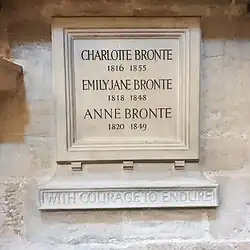 CHARLOTTE BRONTE
1816 1855
EMILY JANE BRONTE
1818 1848
ANNE BRONTE
1820 1849
WITH COURAGE TO ENDURE